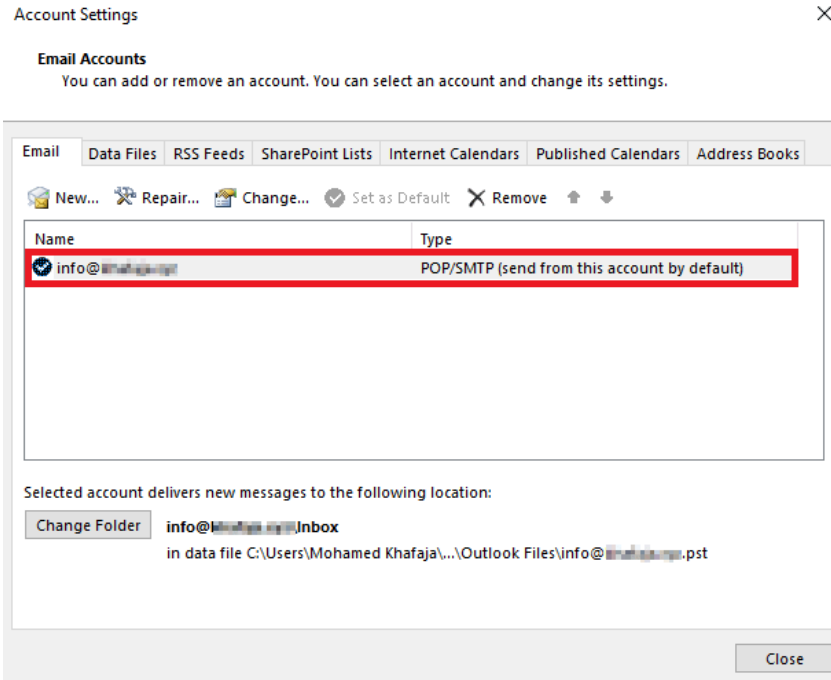 Account Settings
Email Accounts
You can add or remove an account. You can select an account and change its settings.
Email Data Files RSS Feeds SharePoint Lists Internet Calendars Published Calendars Address Books
New... Repair... Change... Set as Default Remove
Name Type
info@ POP/SMTP (send from this account by default)
Selected account delivers new messages to the following location:
Change Folder info@ \Inbox
in data file C:\Users\Mohamed Khafaja\...\Outlook Files\info@ .pst
Close